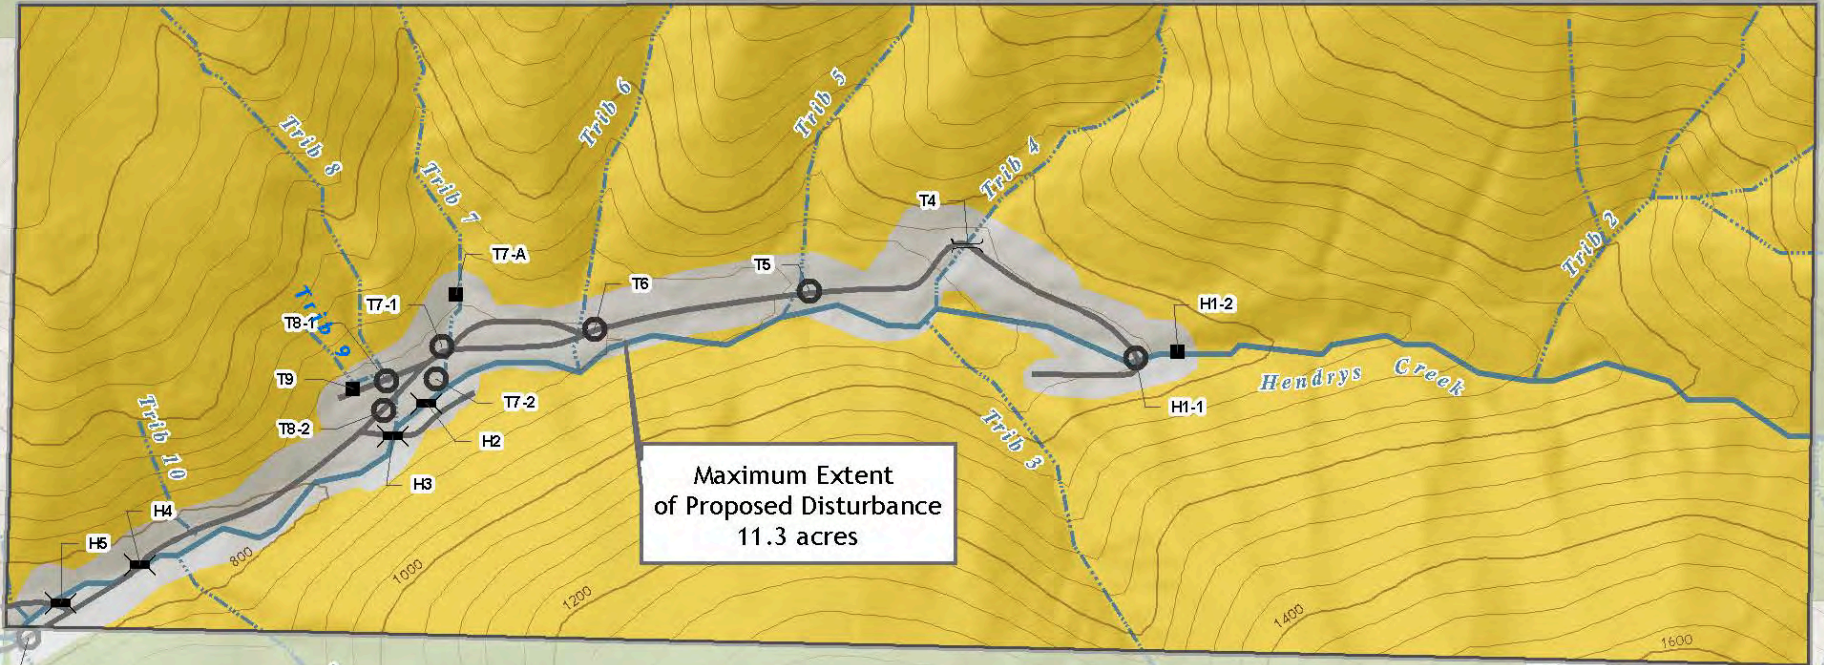 Trib 8
Trib 7
Trib 6
Trib 5
Trib 4
Trib 2
T4
T7-A
T6
T5
T7-1
Trib 9
T8-1
H1-2
T9
T7-2
T8-2
H2
H1-1
Hendrys Creek
Trib 10
Trib 3
H3
H4
H5
Maximum Extent
of Proposed Disturbance
11.3 acres
800
1000
1200
1400
1600